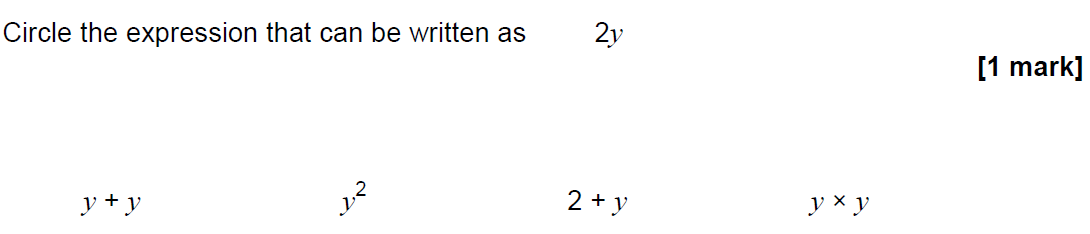 Circle the expression that can be written as 2y
[1 mark]
y + y y² 2 + y y × y